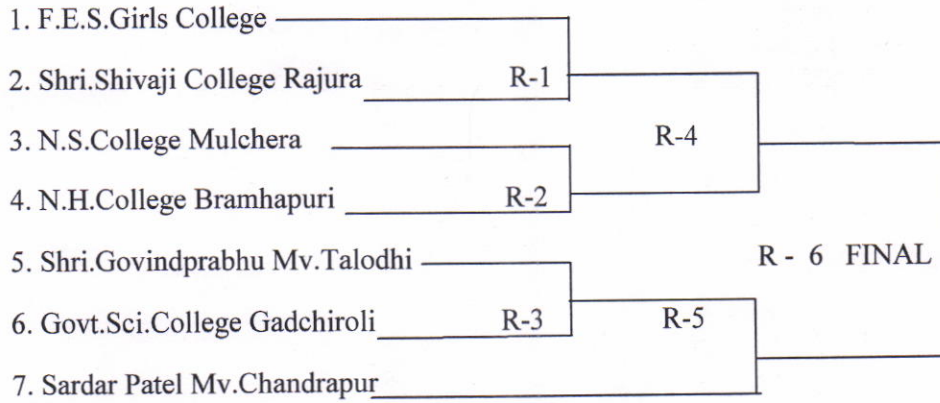 1. F.E.S.Girls College
2. Shri.Shivaji College Rajura R-1
3. N.S.College Mulchera R-4
4. N.H.College Bramhapuri R-2
5. Shri.Govindprabhu Mv.Talodhi R - 6 FINAL
6. Govt.Sci.College Gadchiroli R-3 R-5
7. Sardar Patel Mv.Chandrapur